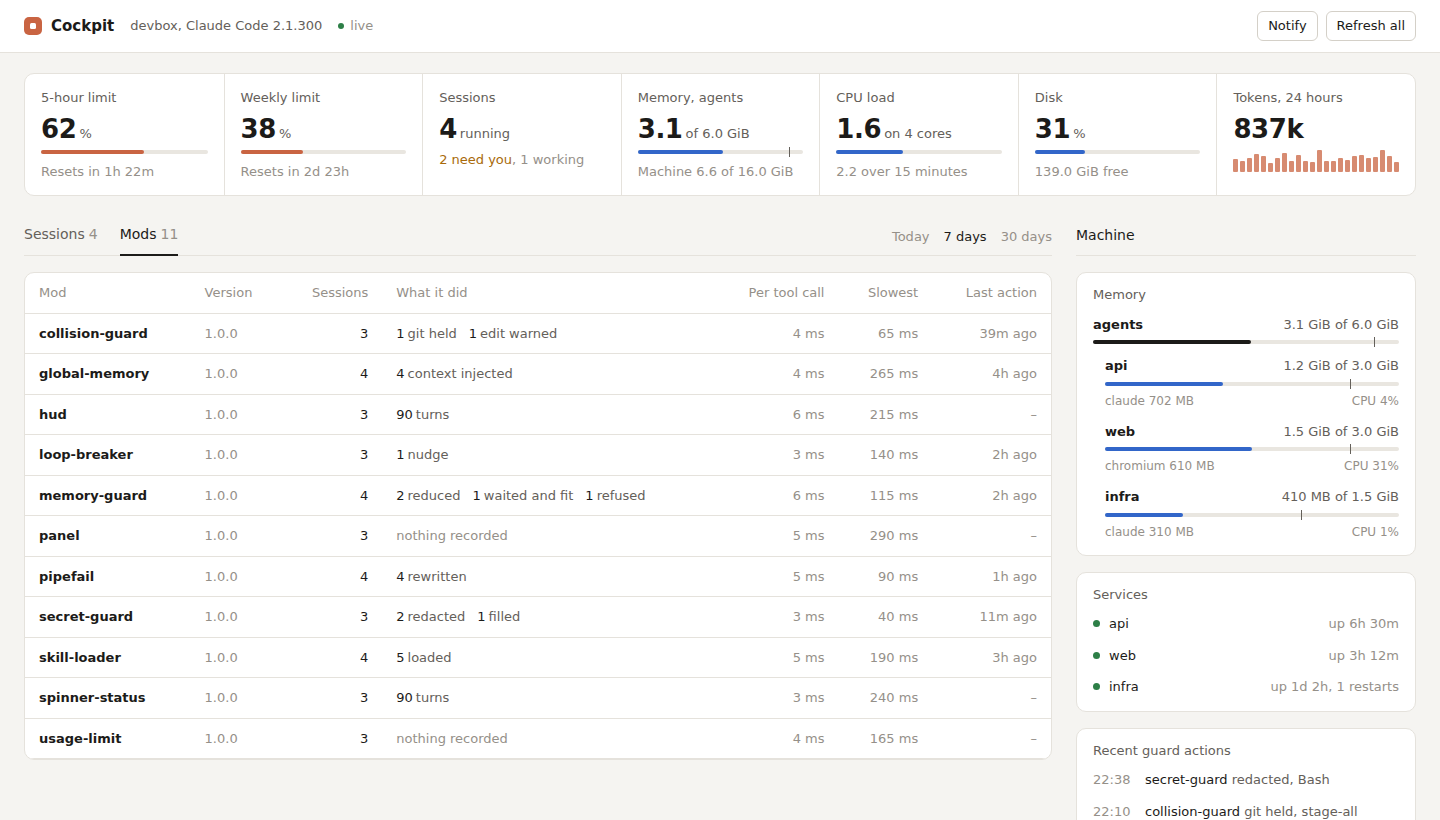 Cockpit devbox, Claude Code 2.1.300 live Notify Refresh all
5-hour limit
62 %
Resets in 1h 22m
Weekly limit
38 %
Resets in 2d 23h
Sessions
4 running
2 need you, 1 working
Memory, agents
3.1 of 6.0 GiB
Machine 6.6 of 16.0 GiB
CPU load
1.6 on 4 cores
2.2 over 15 minutes
Disk
31 %
139.0 GiB free
Tokens, 24 hours
837k
Sessions 4 Mods 11 Today 7 days 30 days
Mod Version Sessions What it did Per tool call Slowest Last action
collision-guard 1.0.0 3 1 git held 1 edit warned 4 ms 65 ms 39m ago
global-memory 1.0.0 4 4 context injected 4 ms 265 ms 4h ago
hud 1.0.0 3 90 turns 6 ms 215 ms –
loop-breaker 1.0.0 3 1 nudge 3 ms 140 ms 2h ago
memory-guard 1.0.0 4 2 reduced 1 waited and fit 1 refused 6 ms 115 ms 2h ago
panel 1.0.0 3 nothing recorded 5 ms 290 ms –
pipefail 1.0.0 4 4 rewritten 5 ms 90 ms 1h ago
secret-guard 1.0.0 3 2 redacted 1 filled 3 ms 40 ms 11m ago
skill-loader 1.0.0 4 5 loaded 5 ms 190 ms 3h ago
spinner-status 1.0.0 3 90 turns 3 ms 240 ms –
usage-limit 1.0.0 3 nothing recorded 4 ms 165 ms –
Machine
Memory
agents 3.1 GiB of 6.0 GiB
api 1.2 GiB of 3.0 GiB
claude 702 MB CPU 4%
web 1.5 GiB of 3.0 GiB
chromium 610 MB CPU 31%
infra 410 MB of 1.5 GiB
claude 310 MB CPU 1%
Services
api up 6h 30m
web up 3h 12m
infra up 1d 2h, 1 restarts
Recent guard actions
22:38 secret-guard redacted, Bash
22:10 collision-guard git held, stage-all